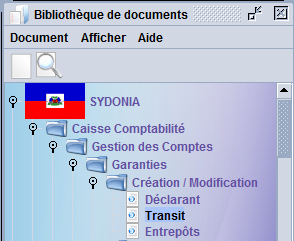 Bibliothèque de documents
Document Afficher Aide
SYDONIA
Caisse Comptabilité
Gestion des Comptes
Garanties
Création / Modification
Déclarant
Transit
Entrepôts